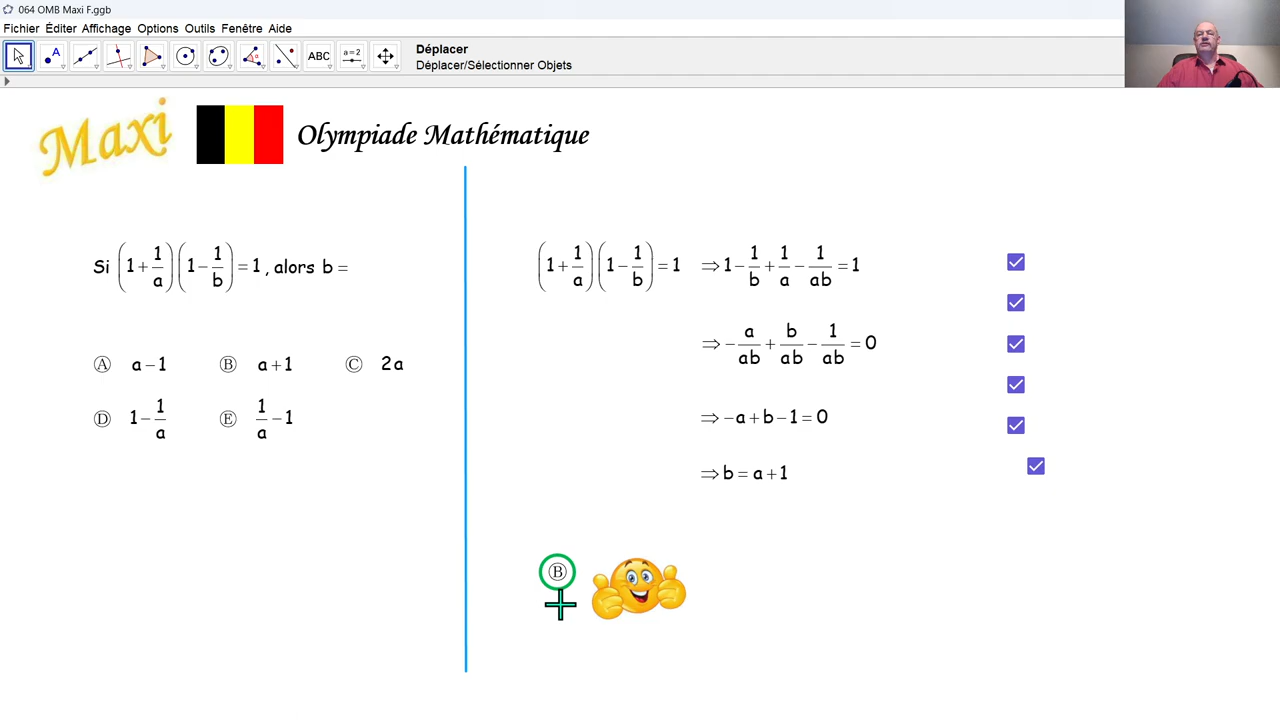 064 OMB Maxi F.ggb
Fichier Éditer Affichage Options Outils Fenêtre Aide
A ABC a=2 Déplacer
Déplacer/Sélectionner Objets
Maxi Olympiade Mathématique
Si (1+1/a)(1−1/b)=1, alors b=
Ⓐ a−1 Ⓑ a+1 Ⓒ 2a
Ⓓ 1−1/a Ⓔ 1/a−1
(1+1/a)(1−1/b)=1 ⇒1−1/b+1/a−1/ab=1
⇒−a/ab+b/ab−1/ab=0
⇒−a+b−1=0
⇒b=a+1
Ⓑ